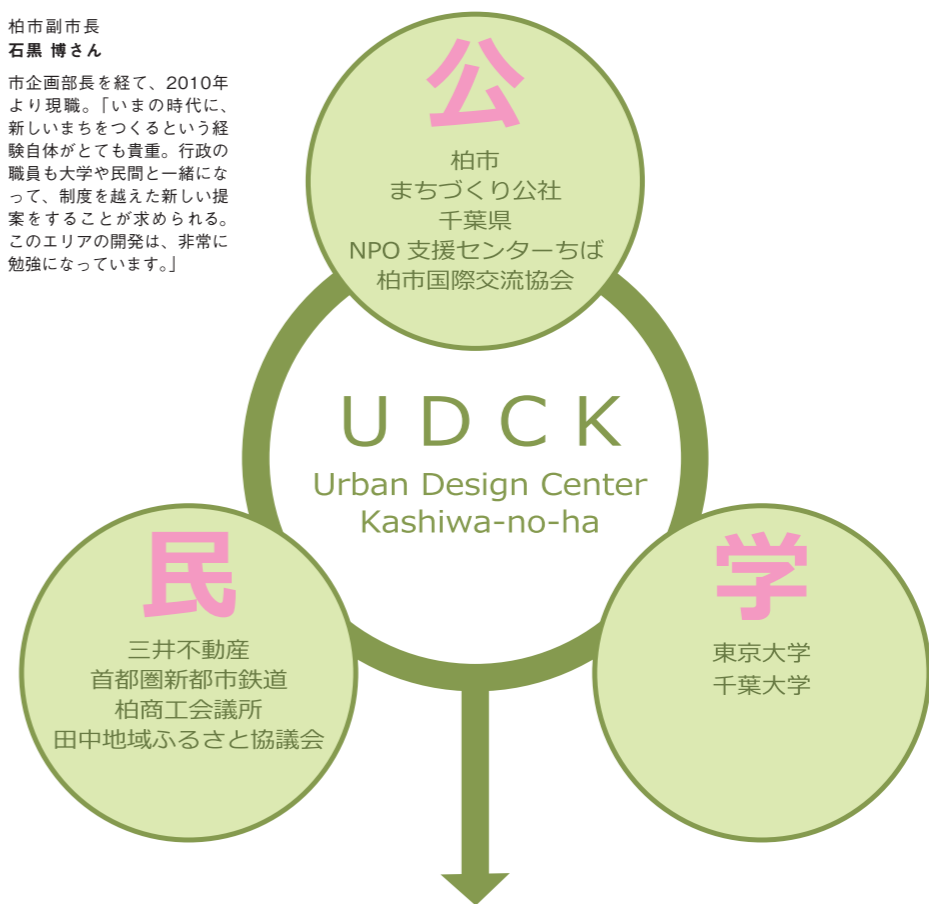 柏市副市長
石黒 博さん
市企画部長を経て、2010年
より現職。「いまの時代に、
新しいまちをつくるという経
験自体がとても貴重。行政の
職員も大学や民間と一緒にな
って、制度を越えた新しい提
案をすることが求められる。
このエリアの開発は、非常に
勉強になっています。」
公
柏市
まちづくり公社
千葉県
NPO 支援センターちば
柏市国際交流協会
UDCK
Urban Design Center
Kashiwa-no-ha
民
三井不動産
首都圏新都市鉄道
柏商工会議所
田中地域ふるさと協議会
学
東京大学
千葉大学